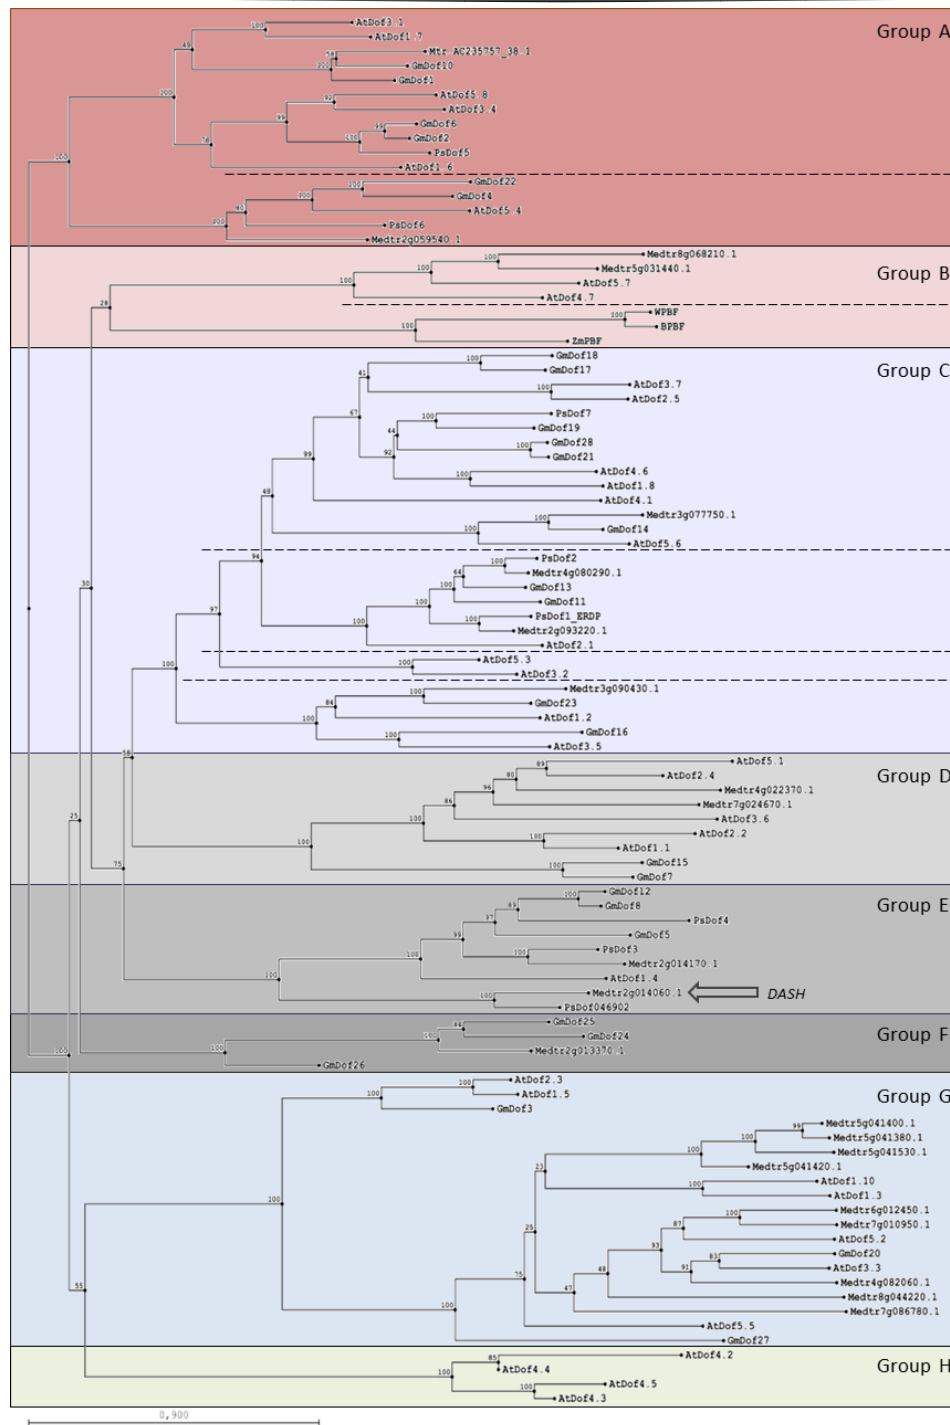 Group A
AtDof3.1
AtDof1.7
Mtr_AC235757_38_1
GmDof10
GmDof1
AtDof5.8
AtDof3.4
GmDof6
GmDof2
PsDof5
AtDof1.6
GmDof22
GmDof4
AtDof5.4
PsDof6
Medtr2g059540.1
Group B
Medtr8g068210.1
Medtr5g031440.1
AtDof5.7
AtDof4.7
WPBF
BPBF
ZmPBF
Group C
GmDof18
GmDof17
AtDof3.7
AtDof2.5
PsDof7
GmDof19
GmDof28
GmDof21
AtDof4.6
AtDof1.8
AtDof4.1
Medtr3g077750.1
GmDof14
AtDof5.6
PsDof2
Medtr4g080290.1
GmDof13
GmDof11
PsDof1_ERDP
Medtr2g093220.1
AtDof2.1
AtDof5.3
AtDof3.2
Medtr3g090430.1
GmDof23
AtDof1.2
GmDof16
AtDof3.5
Group D
AtDof5.1
AtDof2.4
Medtr4g022370.1
Medtr7g024670.1
AtDof3.6
AtDof2.2
AtDof1.1
GmDof15
GmDof7
Group E
GmDof12
GmDof8
PsDof4
GmDof5
PsDof3
Medtr2g014170.1
AtDof1.4
Medtr2g014060.1
DASH
PsDof046902
Group F
GmDof25
GmDof24
Medtr2g013370.1
GmDof26
Group G
AtDof2.3
AtDof1.5
GmDof3
Medtr5g041400.1
Medtr5g041380.1
Medtr5g041530.1
Medtr5g041420.1
AtDof1.10
AtDof1.3
Medtr6g012450.1
Medtr7g010950.1
AtDof5.2
GmDof20
AtDof3.3
Medtr4g082060.1
Medtr8g044220.1
Medtr7g086780.1
AtDof5.5
GmDof27
Group H
AtDof4.2
AtDof4.4
AtDof4.5
AtDof4.3
0,900